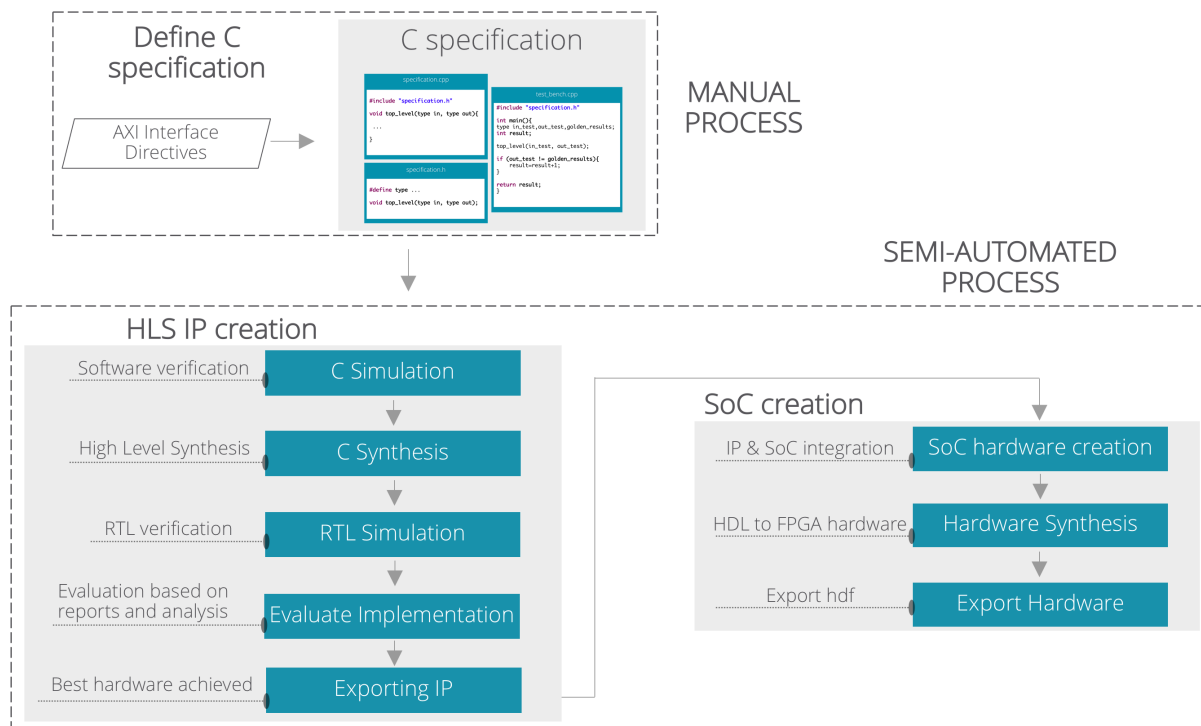 Define C
specification
AXI Interface
Directives
C specification
specification.cpp
#include "specification.h"
void top_level(type in, type out){
...
}
specification.h
#define type ...
void top_level(type in, type out);
test_bench.cpp
#include "specification.h"
int main(){
type in_test,out_test,golden_results;
int result;
top_level(in_test, out_test);
if (out_test != golden_results){
result=result+1;
}
return result;
}
MANUAL
PROCESS
SEMI-AUTOMATED
PROCESS
HLS IP creation
Software verification
C Simulation
High Level Synthesis
C Synthesis
RTL verification
RTL Simulation
Evaluation based on
reports and analysis
Evaluate Implementation
Best hardware achieved
Exporting IP
SoC creation
IP & SoC integration
SoC hardware creation
HDL to FPGA hardware
Hardware Synthesis
Export hdf
Export Hardware